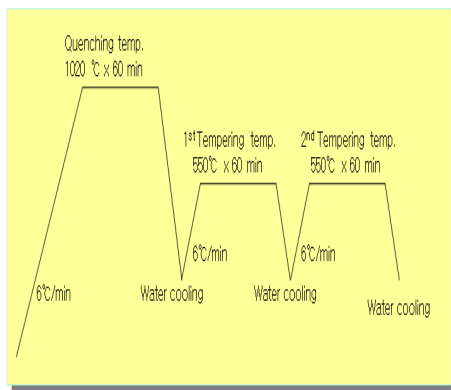 Quenching temp.
1020 ℃ x 60 min
1st Tempering temp.
550℃ x 60 min
2nd Tempering temp.
550℃ x 60 min
6℃/min
6℃/min
6℃/min
Water cooling
Water cooling
Water cooling